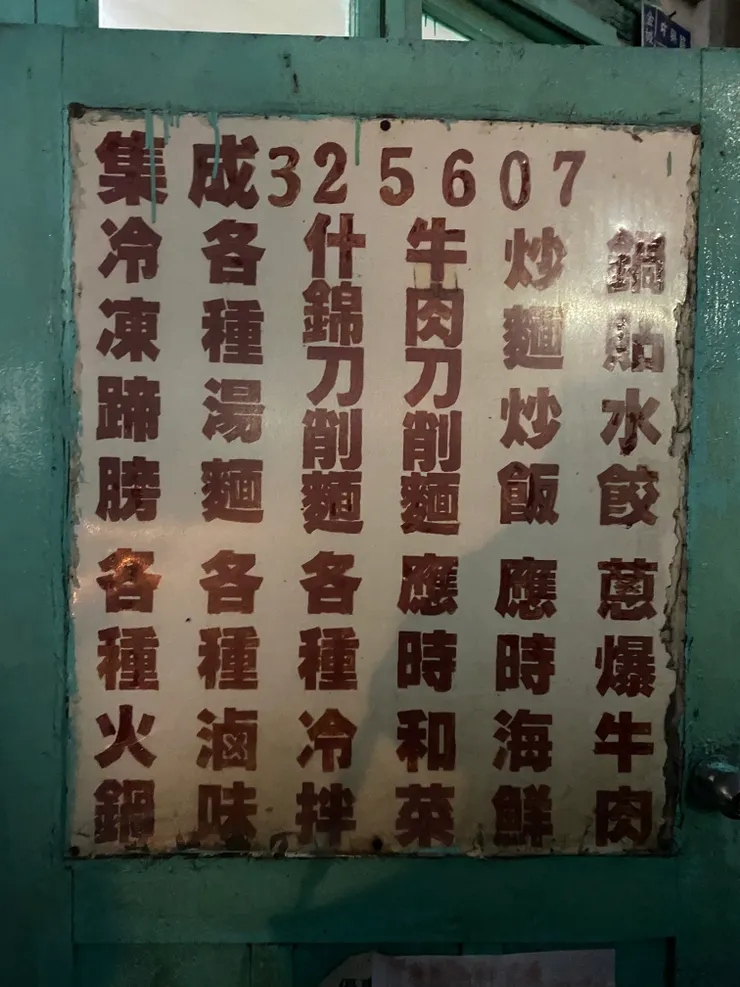 集成325607
鍋貼水餃
炒麵炒飯
牛肉刀削麵
什錦刀削麵
各種湯麵
冷凍蹄膀
蔥爆牛肉
應時海鮮
應時和菜
各種冷拌
各種滷味
各種火鍋